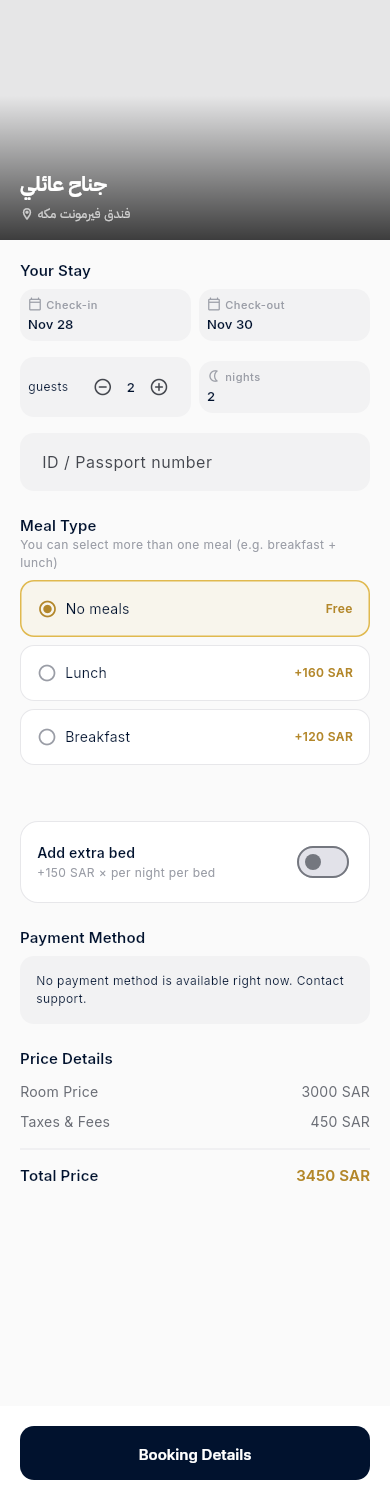 جناح عائلي
فندق فيرمونت مكه
Your Stay
Check-in
Nov 28
Check-out
Nov 30
guests
2
nights
2
ID / Passport number
Meal Type
You can select more than one meal (e.g. breakfast +
lunch)
No meals
Free
Lunch
+160 SAR
Breakfast
+120 SAR
Add extra bed
+150 SAR × per night per bed
Payment Method
No payment method is available right now. Contact
support.
Price Details
Room Price
3000 SAR
Taxes & Fees
450 SAR
Total Price
3450 SAR
Booking Details